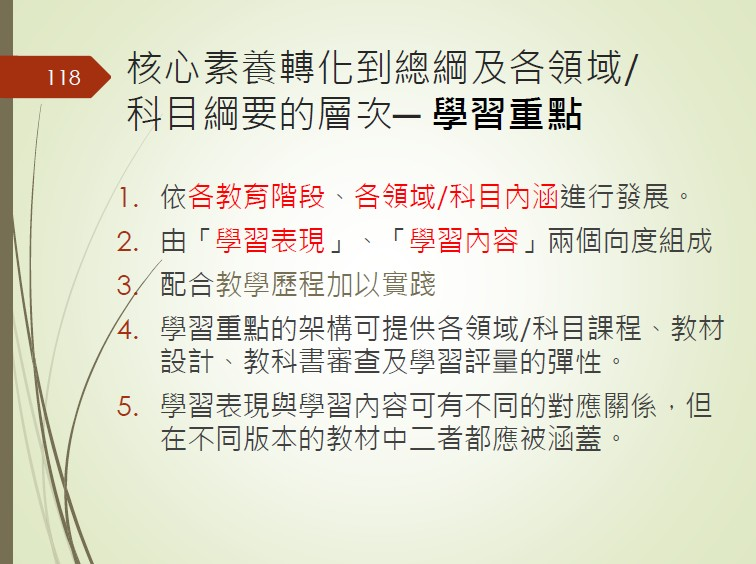 118
核心素養轉化到總綱及各領域/
科目綱要的層次— 學習重點
1. 依各教育階段、各領域/科目內涵進行發展。
2. 由「學習表現」、「學習內容」兩個向度組成
3. 配合教學歷程加以實踐
4. 學習重點的架構可提供各領域/科目課程、教材
設計、教科書審查及學習評量的彈性。
5. 學習表現與學習內容可有不同的對應關係，但
在不同版本的教材中二者都應被涵蓋。